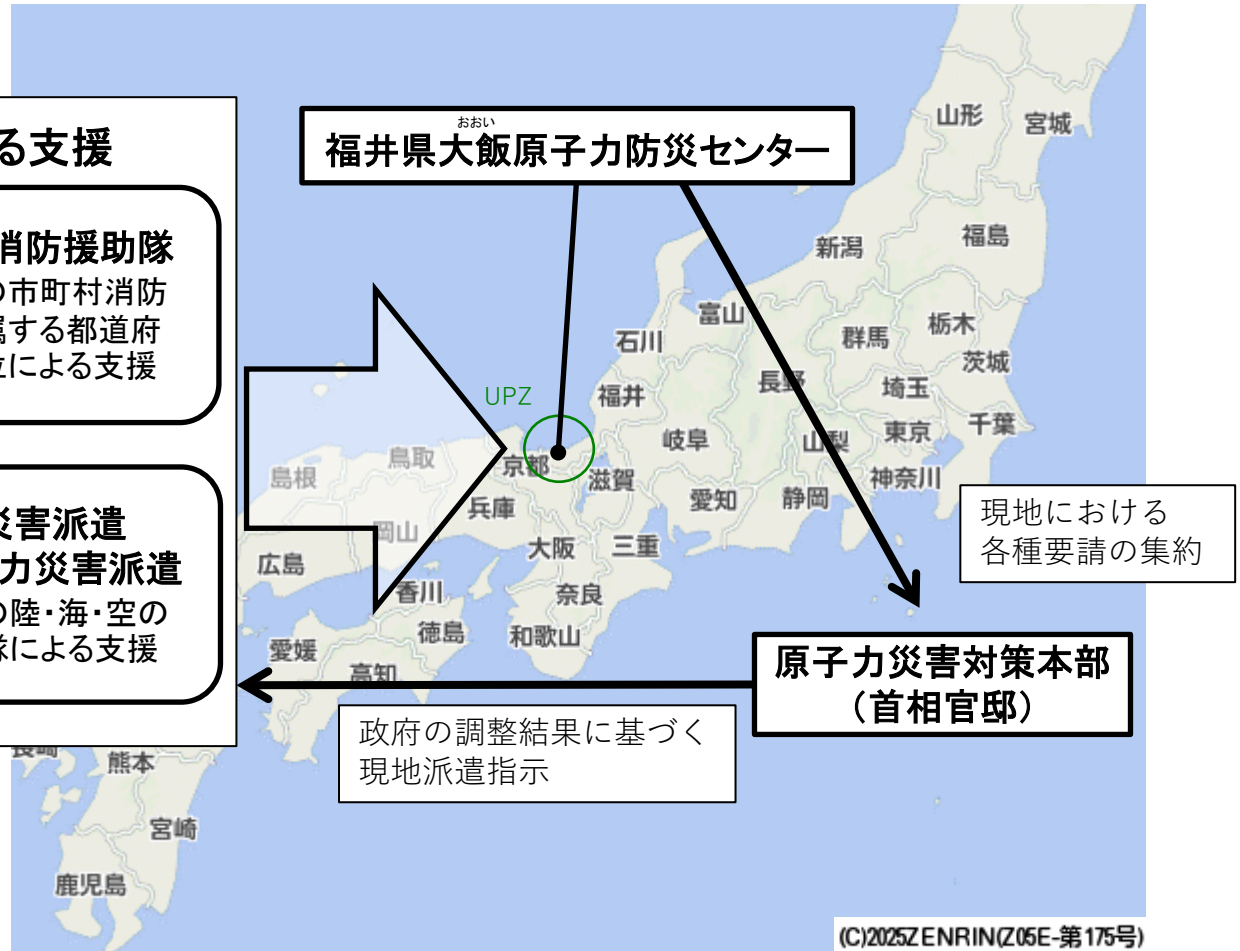 る支援
消防援助隊
の市町村消防
属する都道府
位による支援
災害派遣
力災害派遣
の陸・海・空の
隊による支援
おおい
福井県大飯原子力防災センター
UPZ
山形
宮城
新潟
福島
富山
石川
群馬
栃木
茨城
福井
長野
埼玉
岐阜
山梨
東京
千葉
鳥取
京都
滋賀
神奈川
島根
兵庫
愛知
静岡
岡山
大阪
三重
広島
香川
奈良
徳島
和歌山
愛媛
高知
長崎
熊本
宮崎
鹿児島
現地における
各種要請の集約
原子力災害対策本部
（首相官邸）
政府の調整結果に基づく
現地派遣指示
(C)2025ZENRIN(Z05E-第175号)